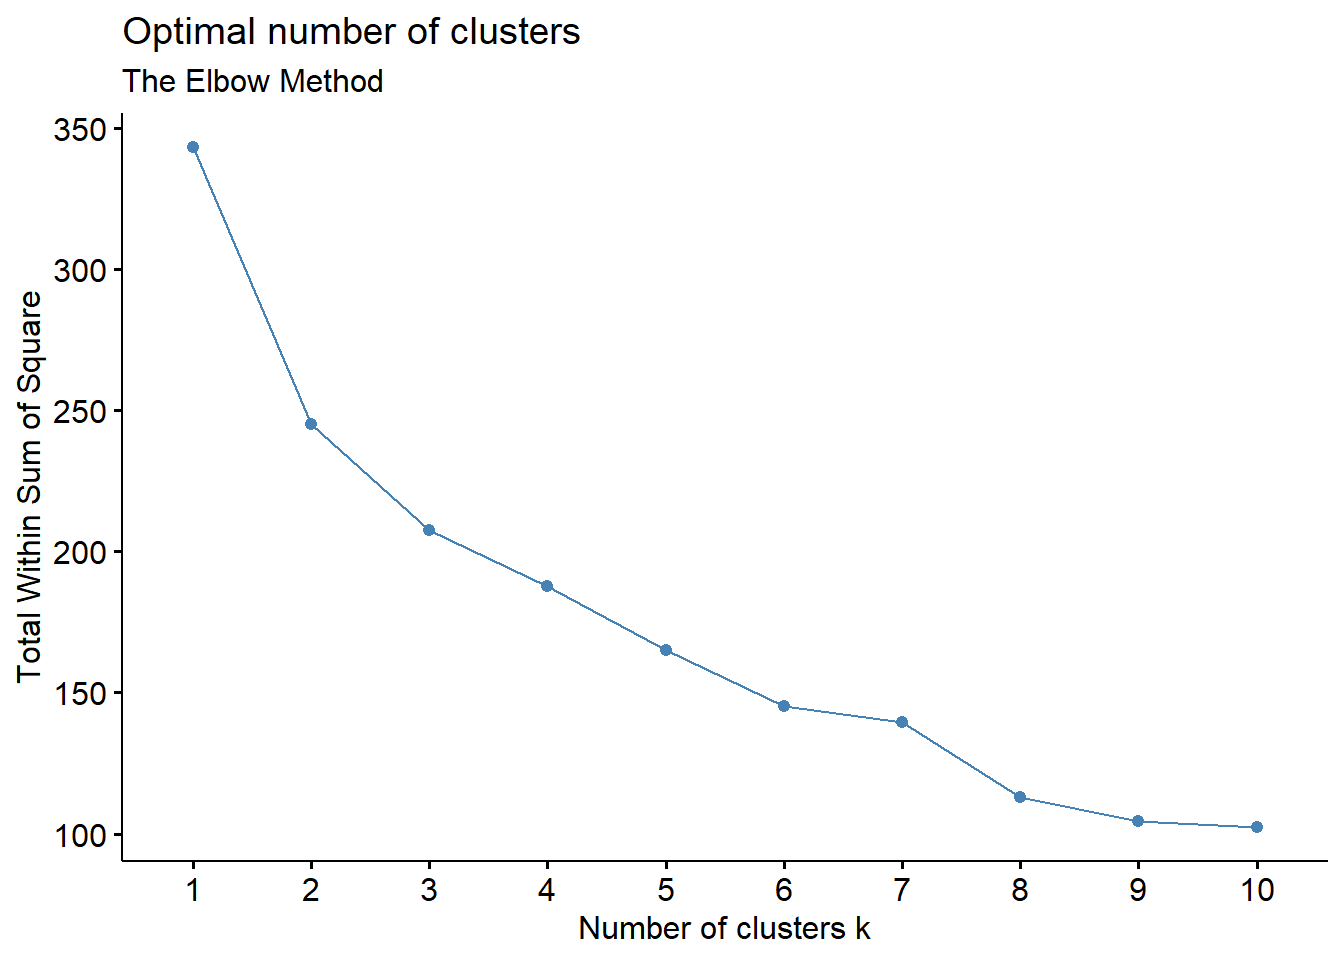 Optimal number of clusters
The Elbow Method
Total Within Sum of Square
350
300
250
200
150
100
1 2 3 4 5 6 7 8 9 10
Number of clusters k